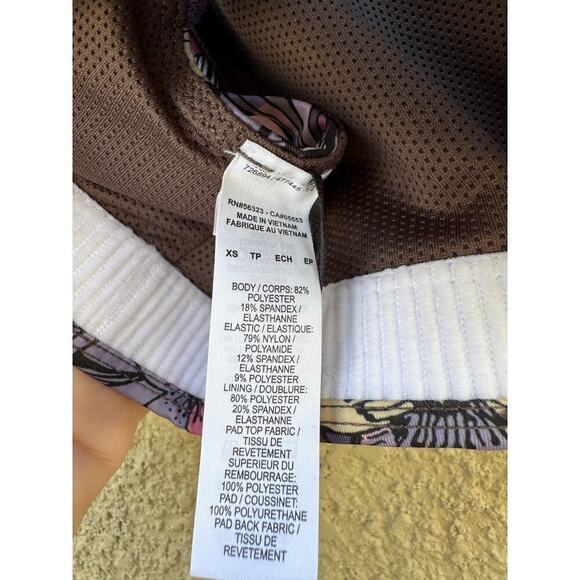 726894 / 477445
RN#56323 - CA#05553
MADE IN VIETNAM
FABRIQUE AU VIETNAM
XS TP ECH EP
BODY / CORPS: 82%
POLYESTER
18% SPANDEX /
ELASTHANNE
ELASTIC / ELASTIQUE:
79% NYLON /
POLYAMIDE
12% SPANDEX /
ELASTHANNE
9% POLYESTER
LINING / DOUBLURE:
80% POLYESTER
20% SPANDEX /
ELASTHANNE
PAD TOP FABRIC /
TISSU DE
REVETEMENT
SUPERIEUR DU
REMBOURRAGE:
100% POLYESTER
PAD / COUSSINET:
100% POLYURETHANE
PAD BACK FABRIC /
TISSU DE
REVETEMENT